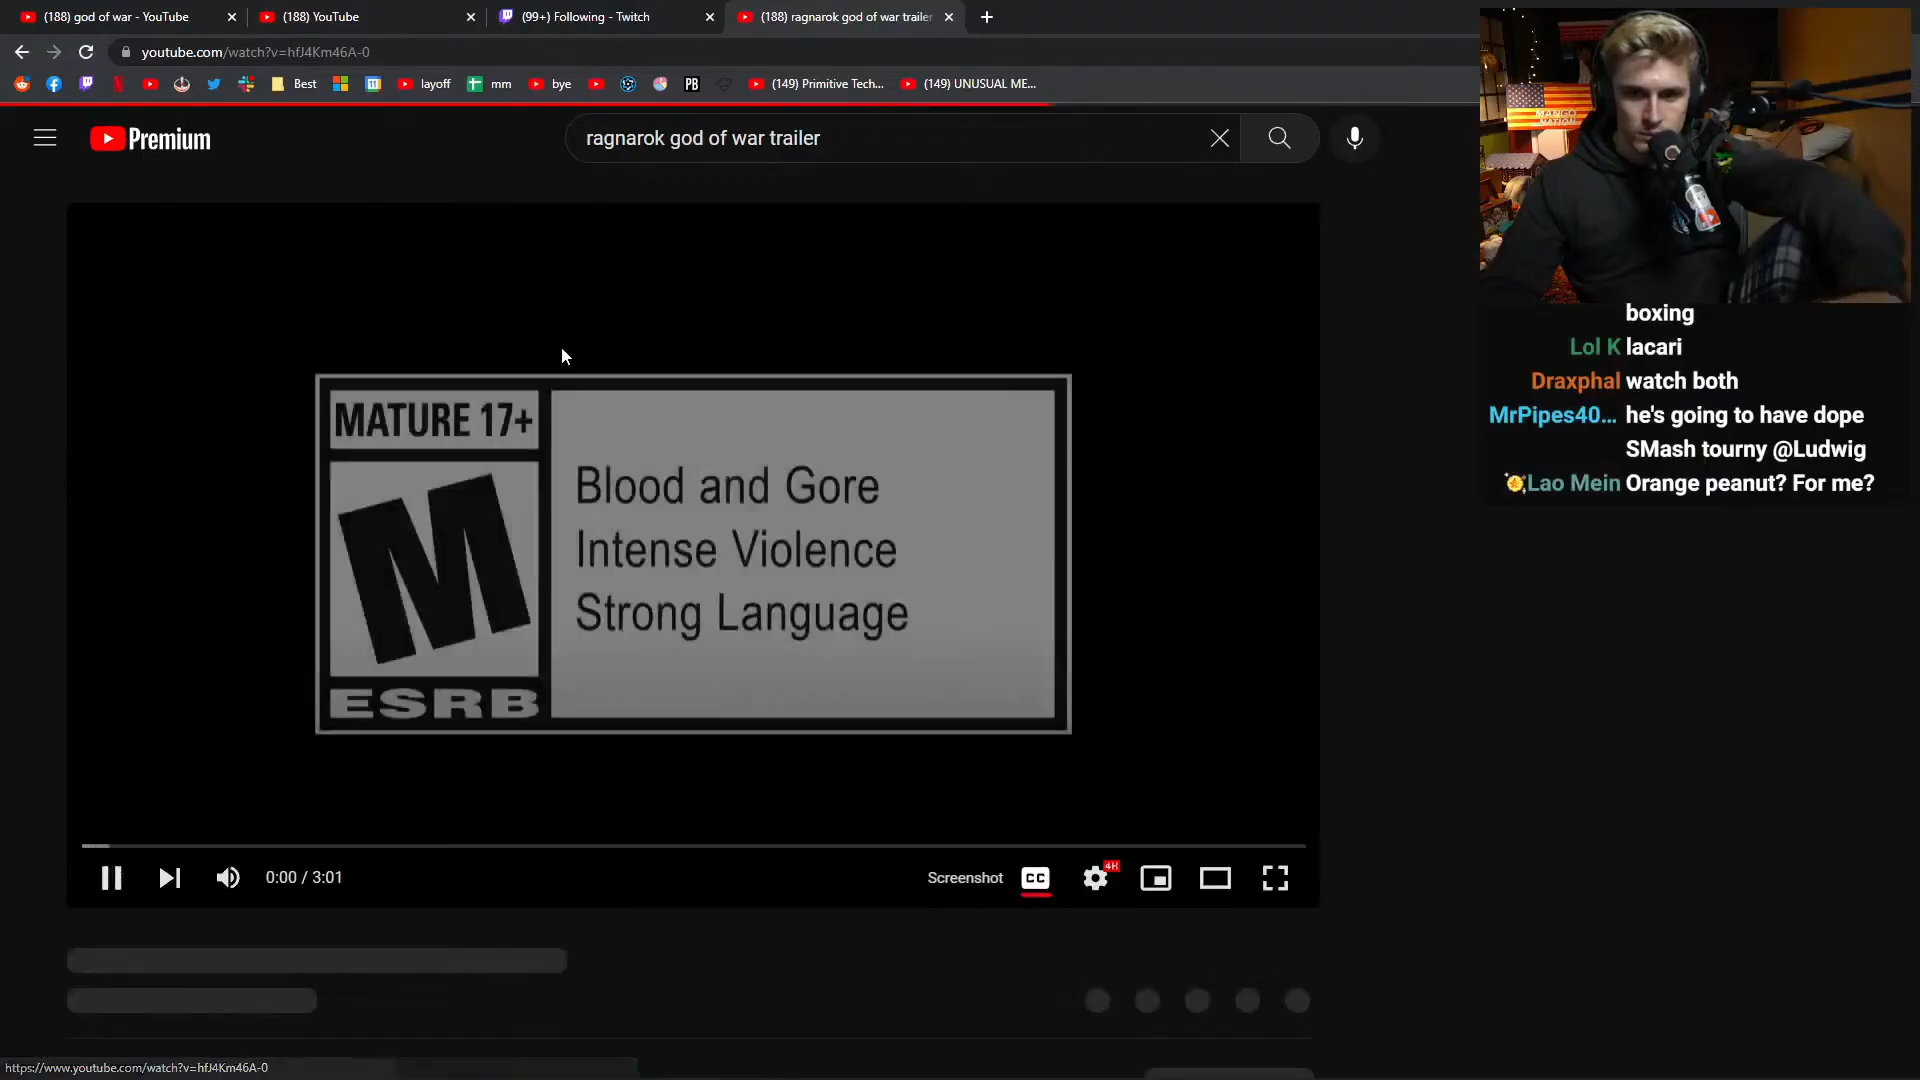 (188) god of war - YouTube
(188) YouTube
(99+) Following - Twitch
(188) ragnarok god of war trailer
youtube.com/watch?v=hfJ4Km46A-0
Best
layoff
mm
bye
PB
(149) Primitive Tech...
(149) UNUSUAL ME...
Premium
ragnarok god of war trailer
MANGO
NATION
boxing
Lol K lacari
Draxphal watch both
MrPipes40... he's going to have dope
SMash tourny @Ludwig
Lao Mein Orange peanut? For me?
MATURE 17+
M
ESRB
Blood and Gore
Intense Violence
Strong Language
0:00 / 3:01
Screenshot
CC
https://www.youtube.com/watch?v=hfJ4Km46A-0